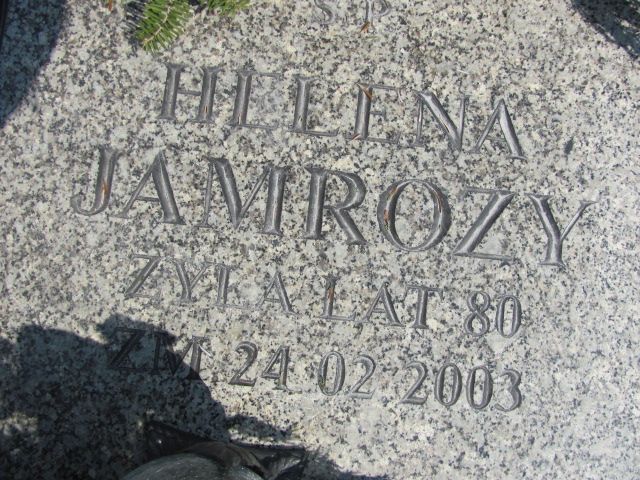 Ś.P
HELENA
JAMROZY
ŻYŁA LAT 80
ZM 24 02 2003